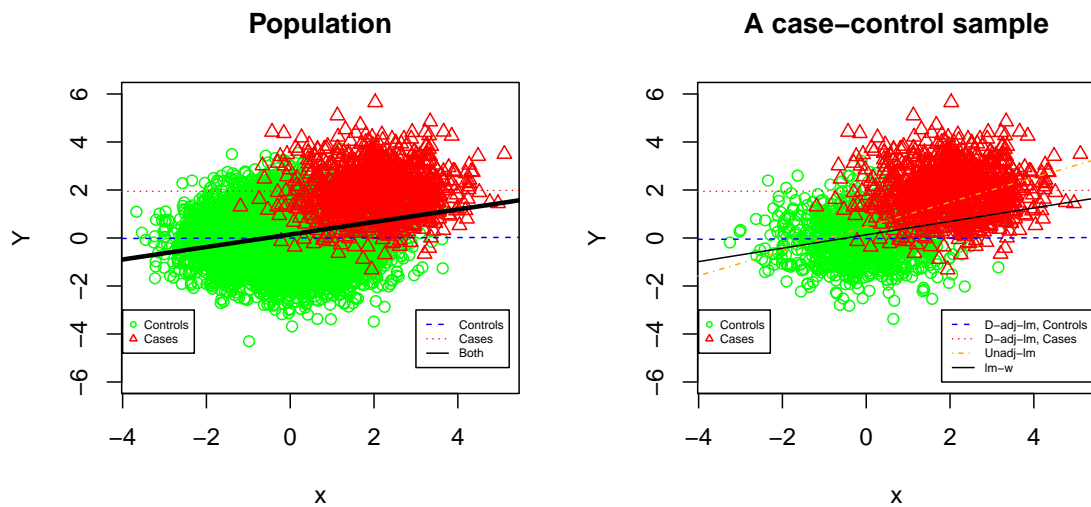 Population
6
4
2
0
−2
−4
−6
Y
Controls
Cases
Controls
Cases
Both
−4 −2 0 2 4
x
A case−control sample
6
4
2
0
−2
−4
−6
Y
Controls
Cases
D−adj−lm, Controls
D−adj−lm, Cases
Unadj−lm
lm−w
−4 −2 0 2 4
x